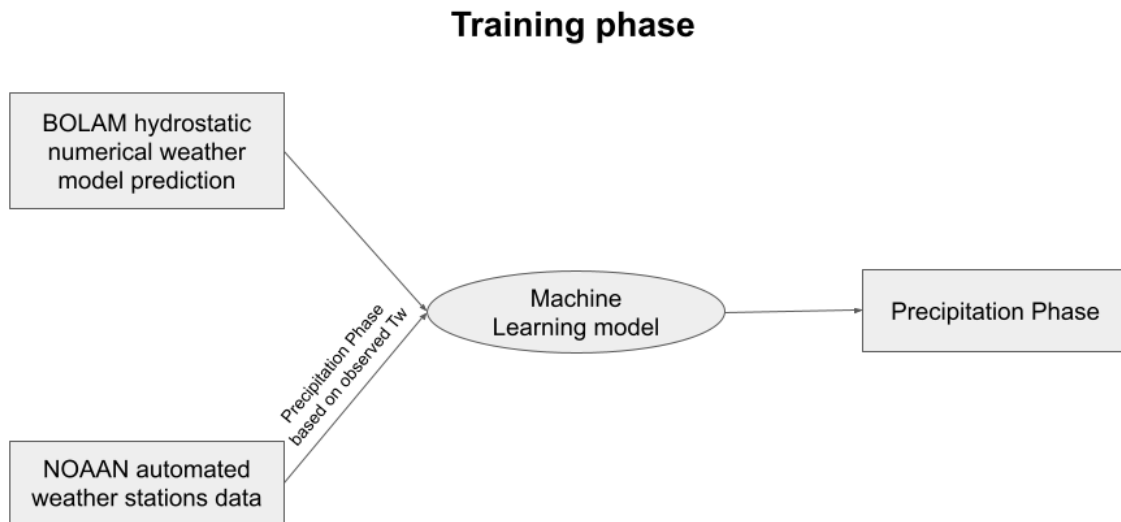 Training phase
BOLAM hydrostatic
numerical weather
model prediction
Precipitation Phase
based on observed Tw
NOAAN automated
weather stations data
Machine
Learning model
Precipitation Phase